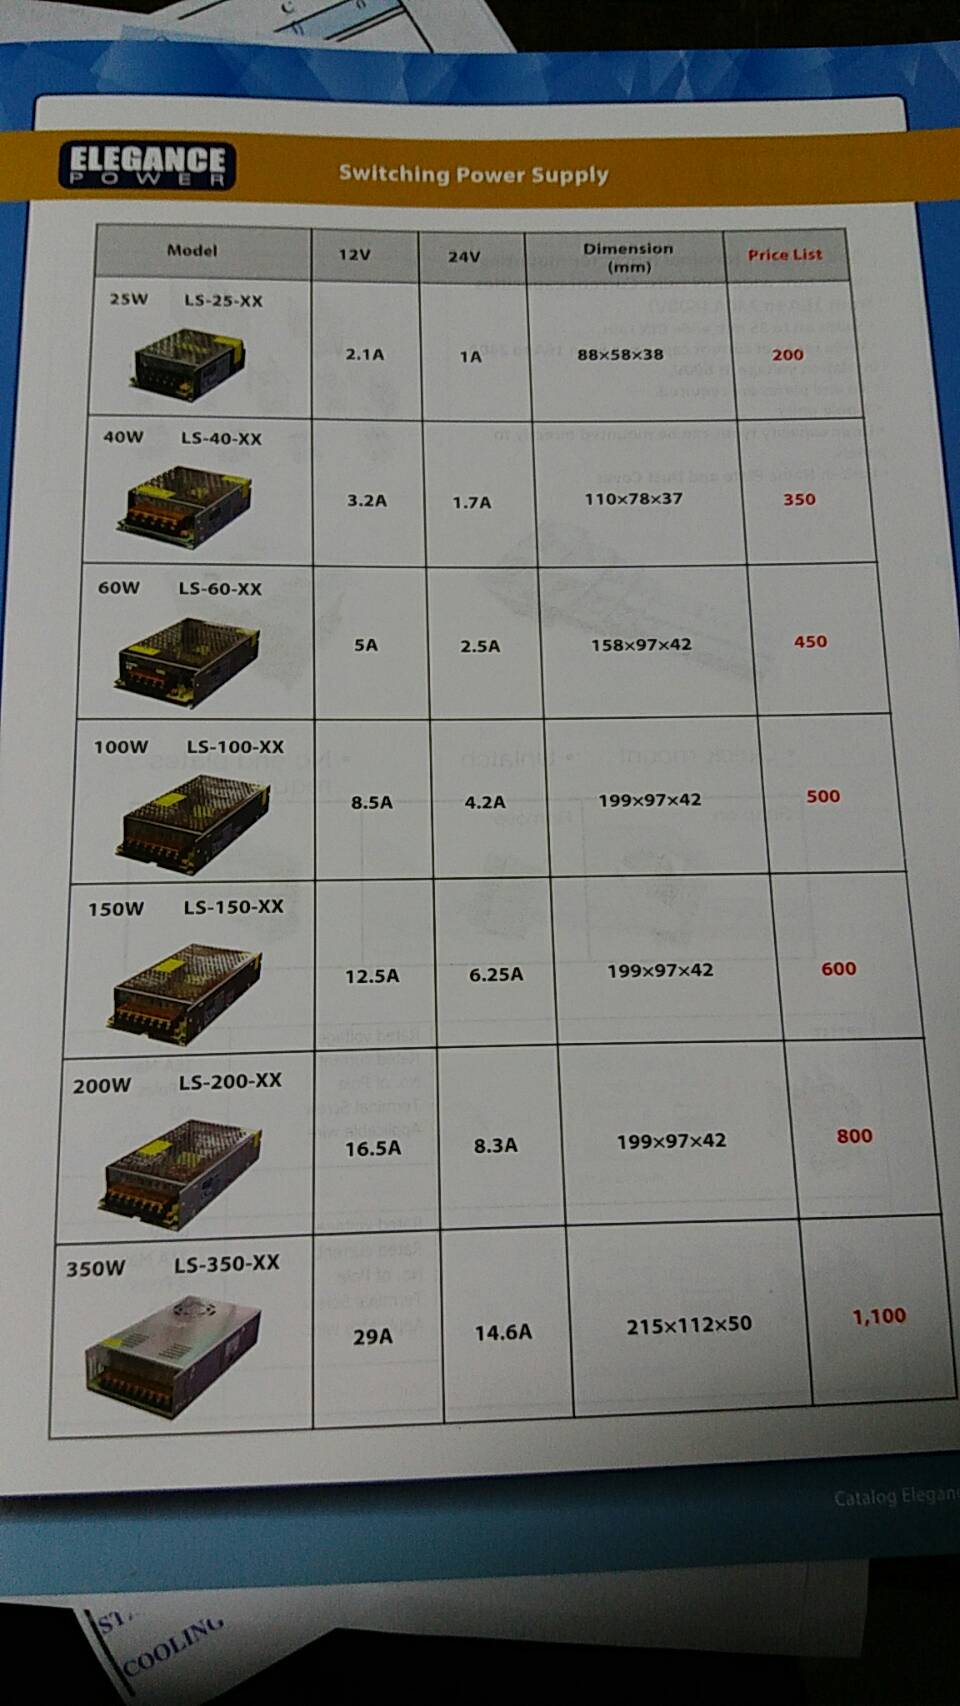 ELEGANCE
POWER
Switching Power Supply
Model 12V 24V Dimension (mm) Price List
25W LS-25-XX
2.1A 1A 88×58×38 200
40W LS-40-XX
3.2A 1.7A 110×78×37 350
60W LS-60-XX
5A 2.5A 158×97×42 450
100W LS-100-XX
8.5A 4.2A 199×97×42 500
150W LS-150-XX
12.5A 6.25A 199×97×42 600
200W LS-200-XX
16.5A 8.3A 199×97×42 800
350W LS-350-XX
29A 14.6A 215×112×50 1,100
Catalog Eleganc
COOLING